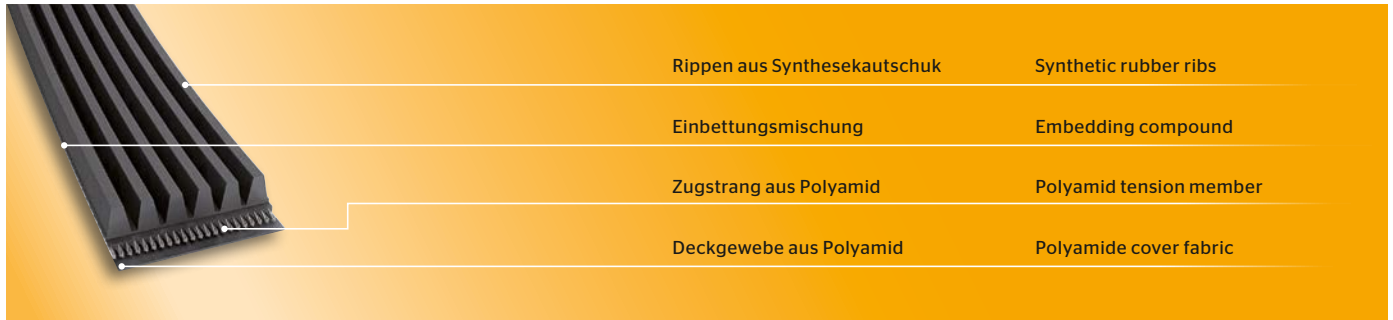 Rippen aus Synthesekautschuk Synthetic rubber ribs
Einbettungsmischung Embedding compound
Zugstrang aus Polyamid Polyamid tension member
Deckgewebe aus Polyamid Polyamide cover fabric